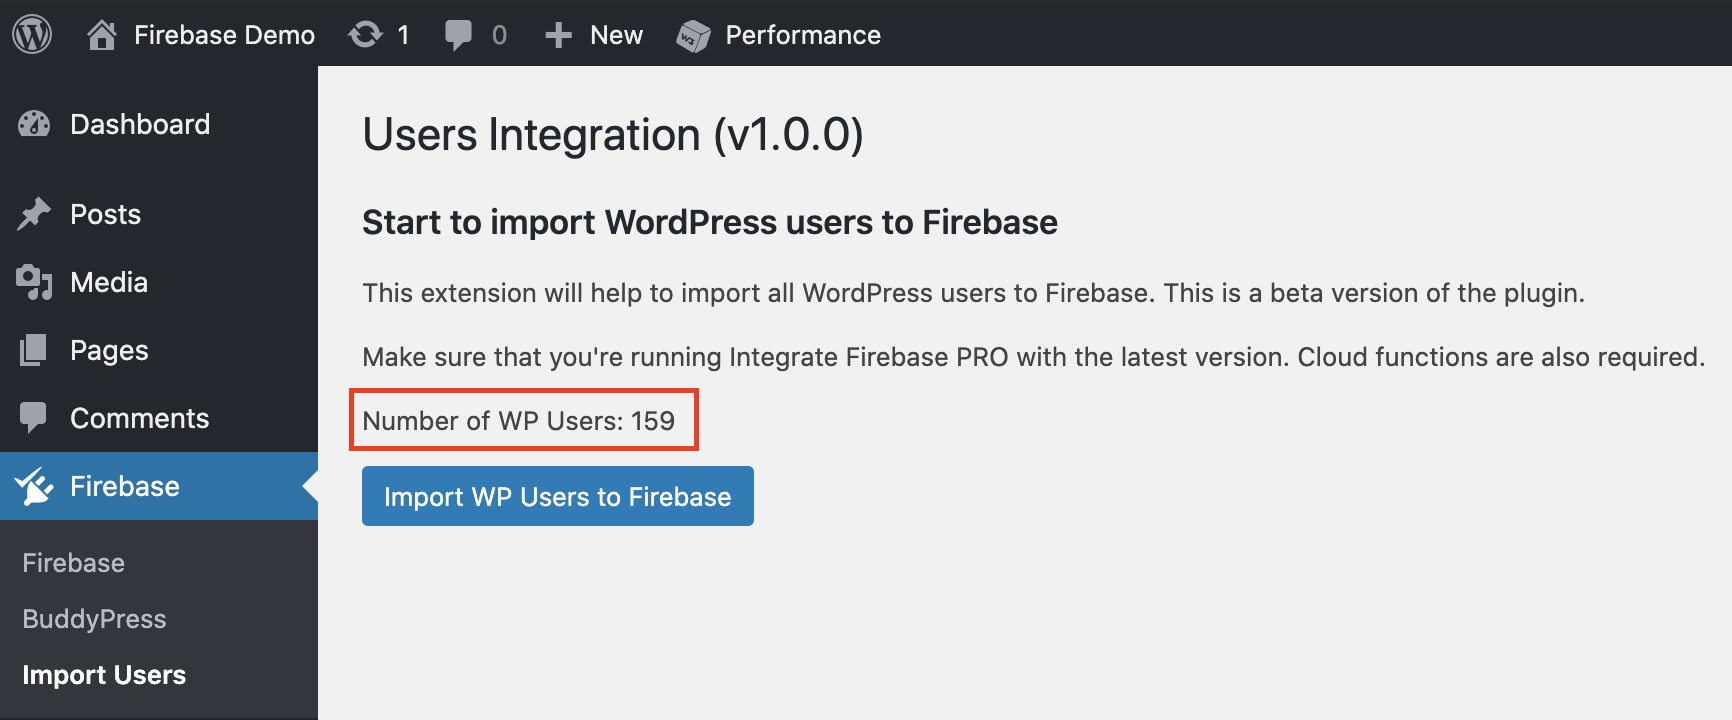 Firebase Demo 1 0 New Performance
Dashboard
Posts
Media
Pages
Comments
Firebase
Firebase
BuddyPress
Import Users
Users Integration (v1.0.0)
Start to import WordPress users to Firebase
This extension will help to import all WordPress users to Firebase. This is a beta version of the plugin.
Make sure that you're running Integrate Firebase PRO with the latest version. Cloud functions are also required.
Number of WP Users: 159
Import WP Users to Firebase